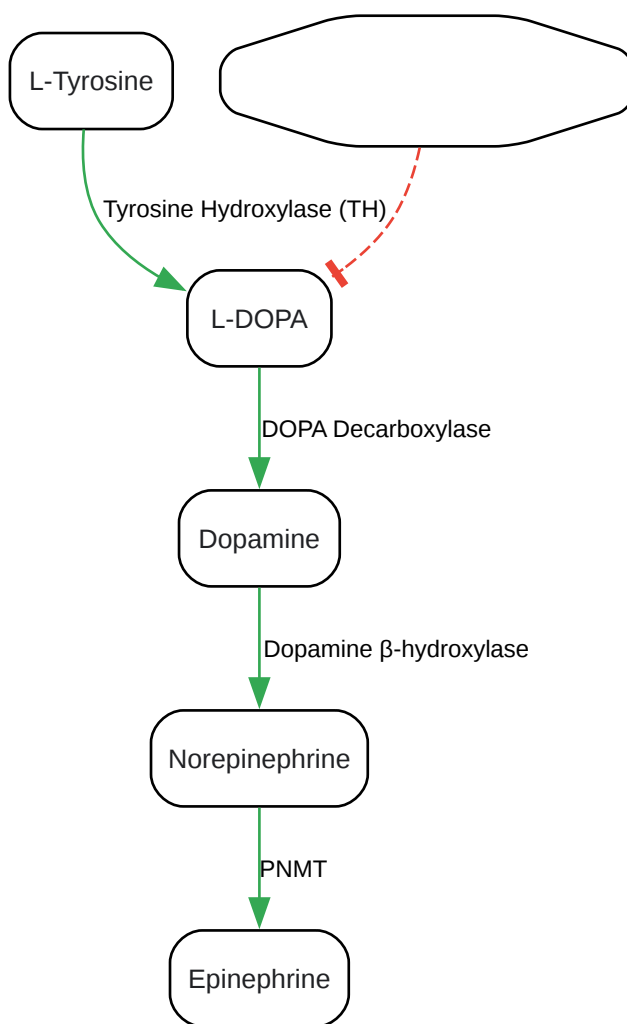 L-Tyrosine
Tyrosine Hydroxylase (TH)
L-DOPA
DOPA Decarboxylase
Dopamine
Dopamine β-hydroxylase
Norepinephrine
PNMT
Epinephrine